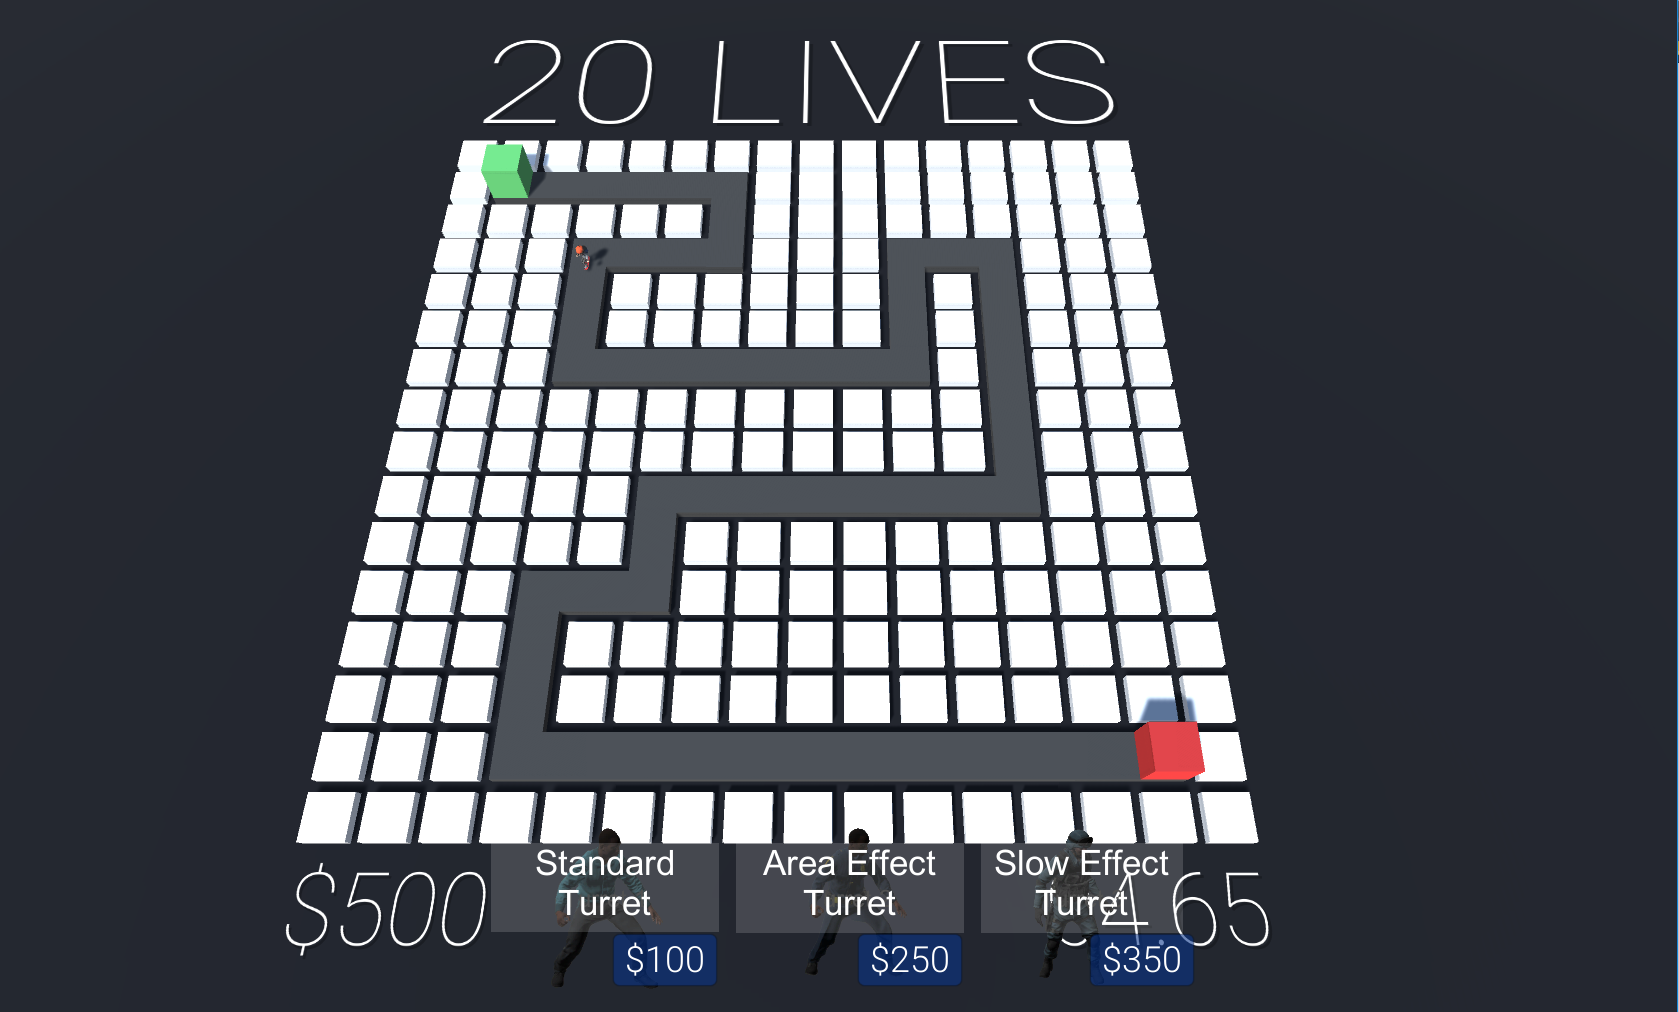 20 LIVES
$500
Standard
Turret
$100
Area Effect
Turret
$250
Slow Effect
Turret
$350